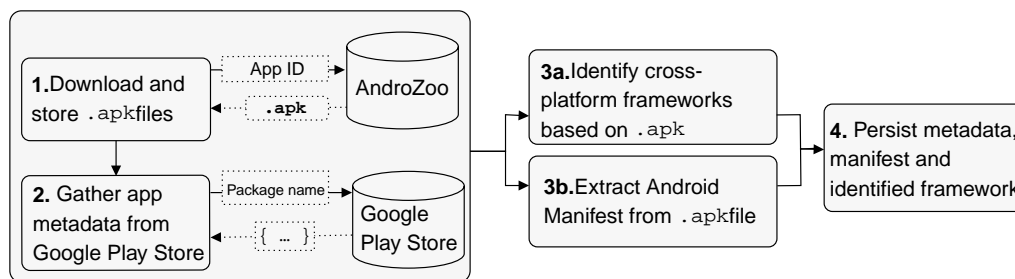 1.Download and
store .apkfiles
App ID
.apk
AndroZoo
2. Gather app
metadata from
Google Play Store
Package name
{ … }
Google
Play Store
3a.Identify cross-
platform frameworks
based on .apk
3b.Extract Android
Manifest from .apkfile
4. Persist metadata,
manifest and
identified framework